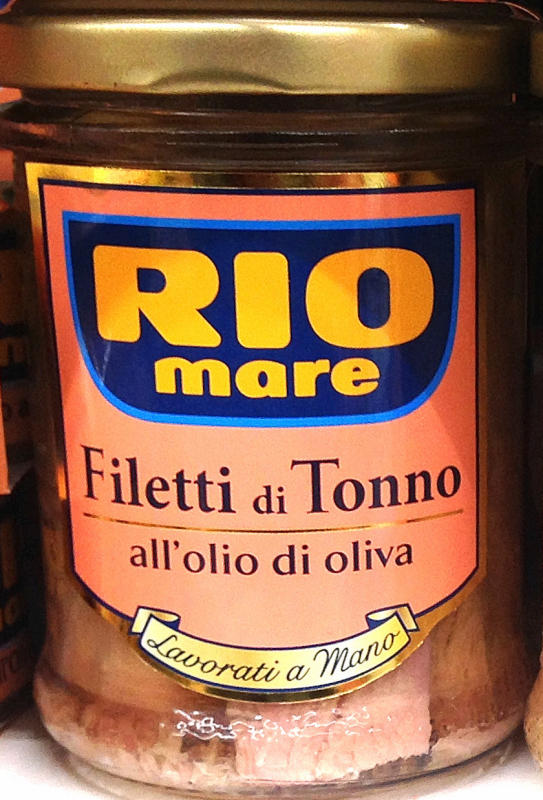 RIO
mare
Filetti di Tonno
all'olio di oliva
Lavorati a Mano